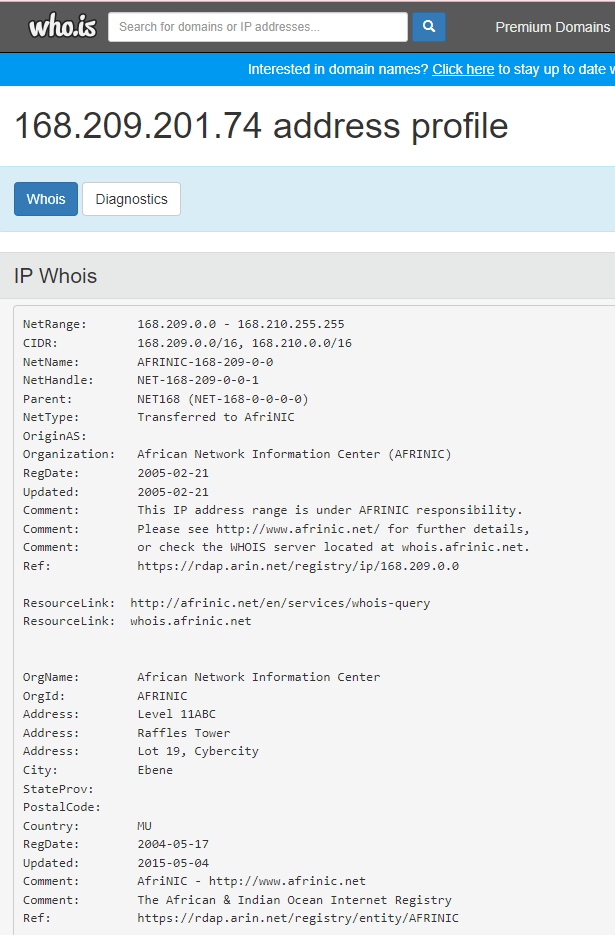 who.is Search for domains or IP addresses... Premium Domains
Interested in domain names? Click here to stay up to date
168.209.201.74 address profile
Whois Diagnostics
IP Whois
NetRange: 168.209.0.0 - 168.210.255.255
CIDR: 168.209.0.0/16, 168.210.0.0/16
NetName: AFRINIC-168-209-0-0
NetHandle: NET-168-209-0-0-1
Parent: NET168 (NET-168-0-0-0-0)
NetType: Transferred to AfriNIC
OriginAS:
Organization: African Network Information Center (AFRINIC)
RegDate: 2005-02-21
Updated: 2005-02-21
Comment: This IP address range is under AFRINIC responsibility.
Comment: Please see http://www.afrinic.net/ for further details,
Comment: or check the WHOIS server located at whois.afrinic.net.
Ref: https://rdap.arin.net/registry/ip/168.209.0.0
ResourceLink: http://afrinic.net/en/services/whois-query
ResourceLink: whois.afrinic.net
OrgName: African Network Information Center
OrgId: AFRINIC
Address: Level 11ABC
Address: Raffles Tower
Address: Lot 19, Cybercity
City: Ebene
StateProv:
PostalCode:
Country: MU
RegDate: 2004-05-17
Updated: 2015-05-04
Comment: AfriNIC - http://www.afrinic.net
Comment: The African & Indian Ocean Internet Registry
Ref: https://rdap.arin.net/registry/entity/AFRINIC